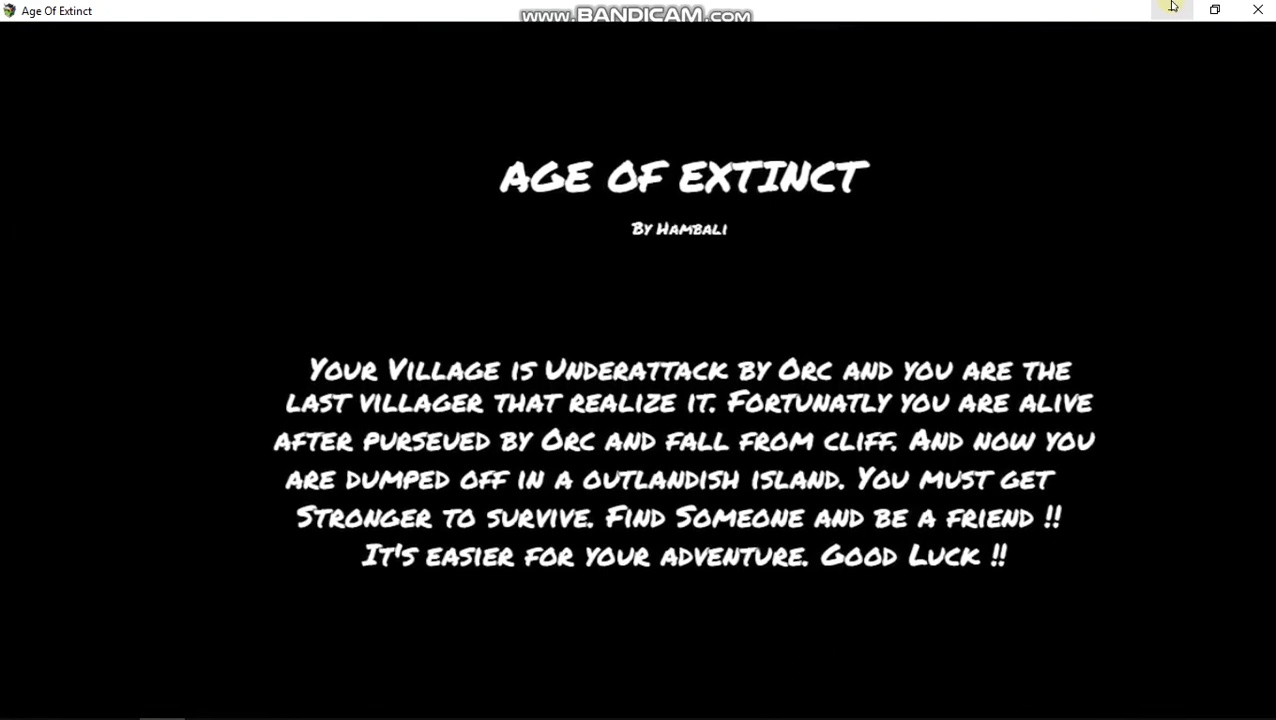 Age Of Extinct
www.BANDICAM.com
AGE OF EXTINCT
BY HAMBALI
YOUR VILLAGE IS UNDERATTACK BY ORC AND YOU ARE THE
LAST VILLAGER THAT REALIZE IT. FORTUNATLY YOU ARE ALIVE
AFTER PURSEUED BY ORC AND FALL FROM CLIFF. AND NOW YOU
ARE DUMPED OFF IN A OUTLANDISH ISLAND. YOU MUST GET
STRONGER TO SURVIVE. FIND SOMEONE AND BE A FRIEND !!
IT'S EASIER FOR YOUR ADVENTURE. GOOD LUCK !!